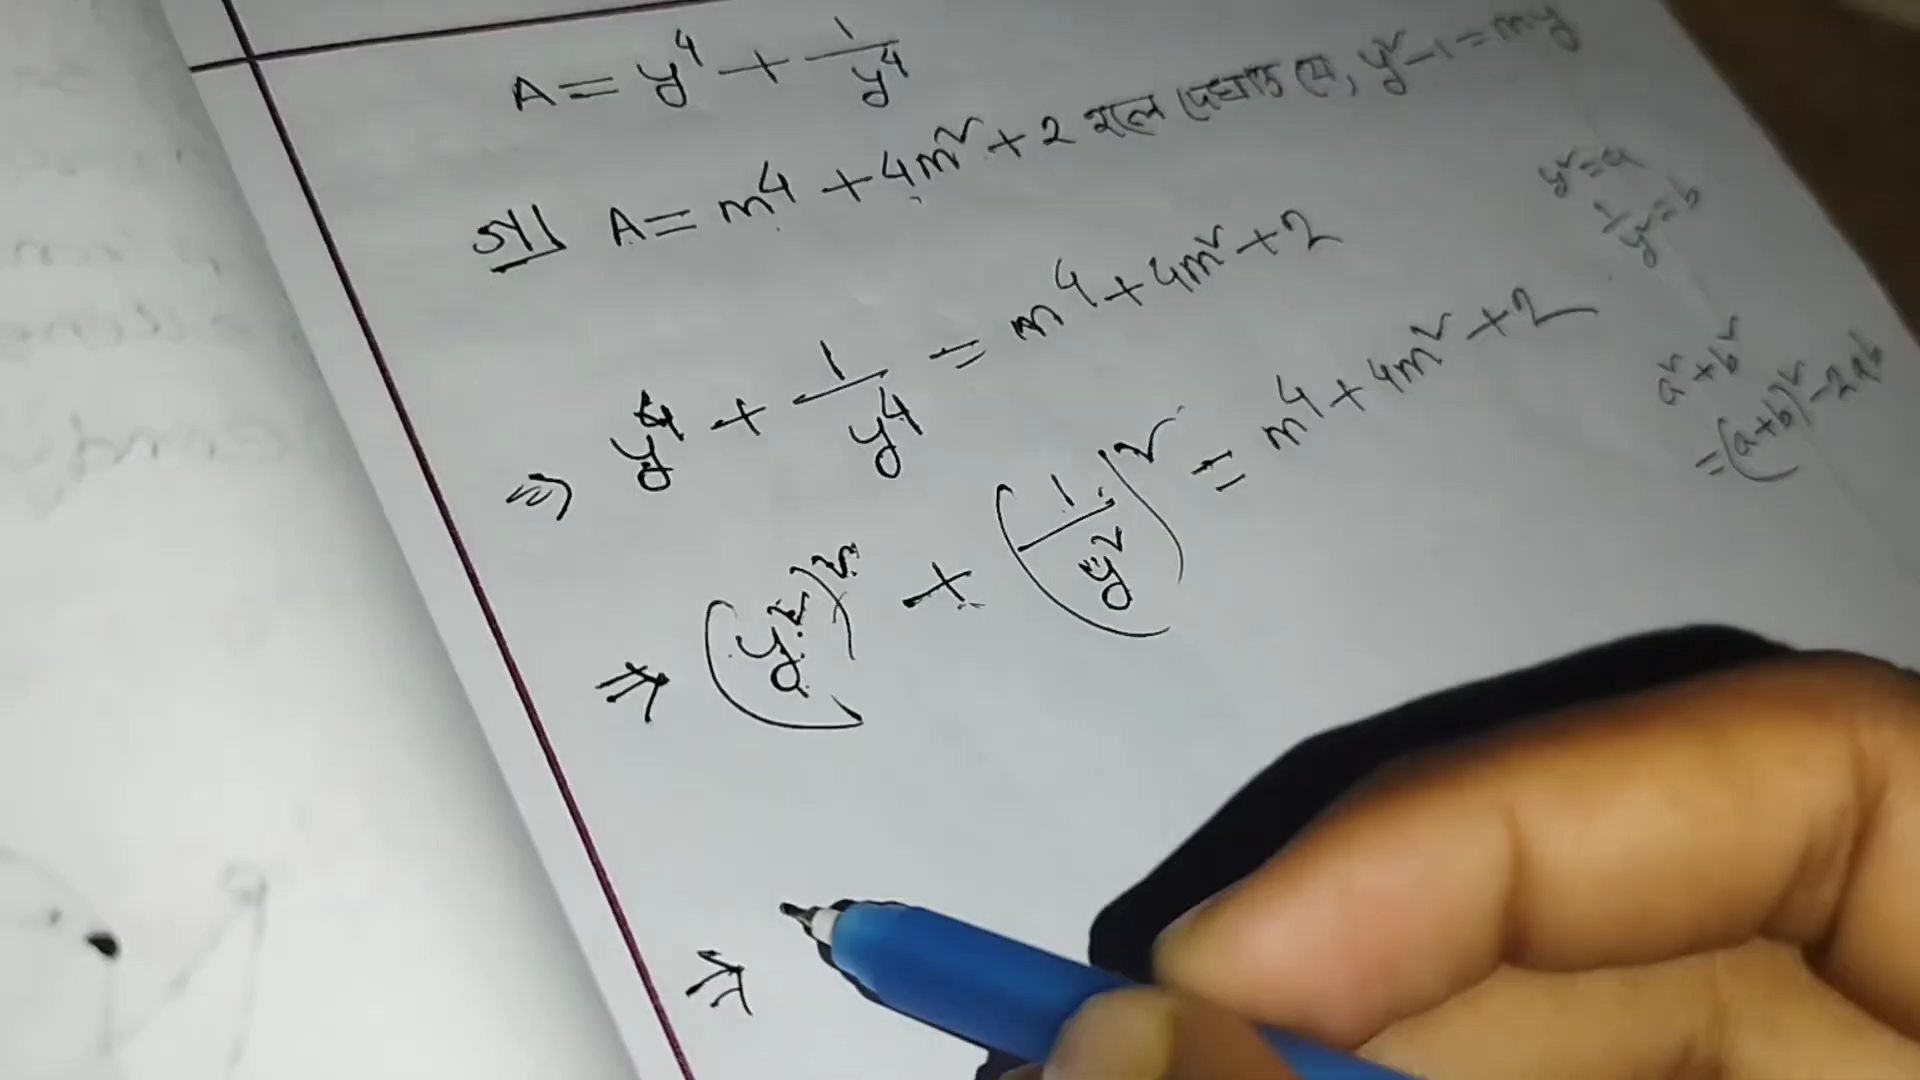 A = y⁴ + 1/y⁴
A = m⁴ + 4m² + 2 হলে দেখাও যে, y² - 1 = my
⇒ y⁴ + 1/y⁴ = m⁴ + 4m² + 2
⇒ (y²)² + (1/y²)² = m⁴ + 4m² + 2
⇒
y² = a
1/y² = b
a² + b²
= (a+b)² - 2ab